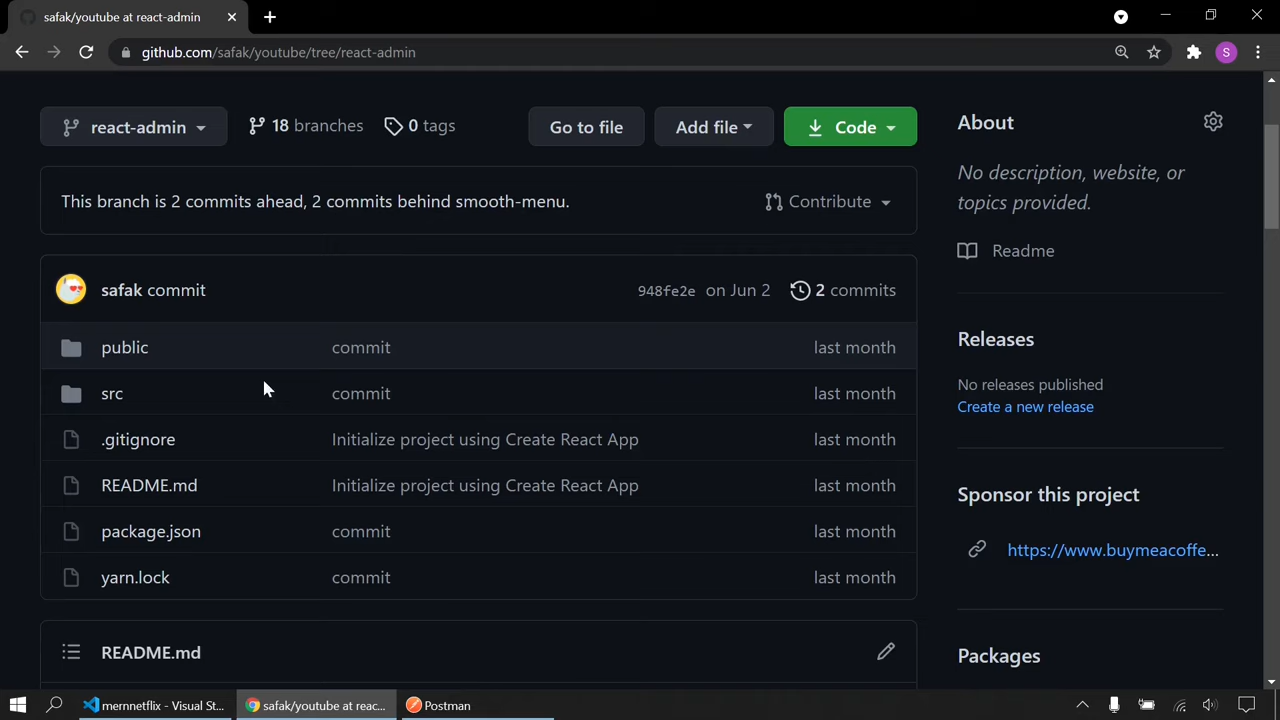 safak/youtube at react-admin
github.com/safak/youtube/tree/react-admin
S
react-admin
18 branches
0 tags
Go to file
Add file
Code
This branch is 2 commits ahead, 2 commits behind smooth-menu.
Contribute
safak commit
948fe2e on Jun 2
2 commits
public commit last month
src commit last month
.gitignore Initialize project using Create React App last month
README.md Initialize project using Create React App last month
package.json commit last month
yarn.lock commit last month
README.md
About
No description, website, or
topics provided.
Readme
Releases
No releases published
Create a new release
Sponsor this project
https://www.buymeacoffe...
Packages
mernnetflix - Visual St...
safak/youtube at reac...
Postman